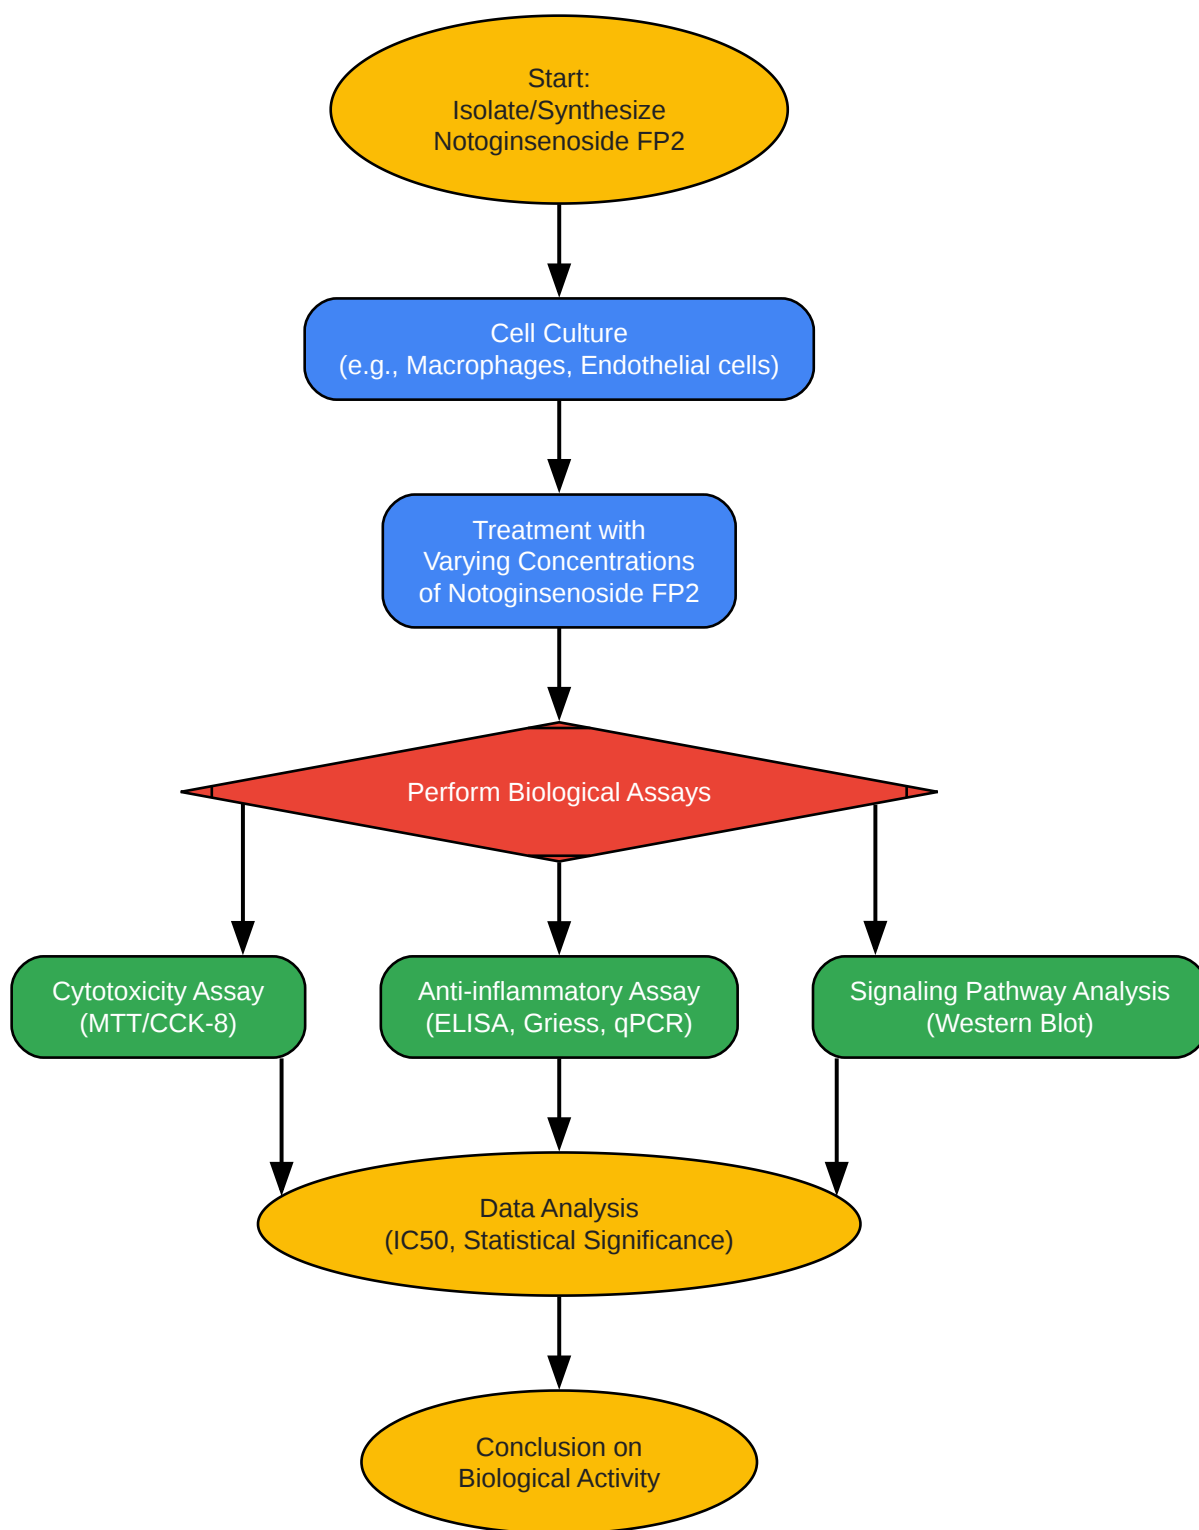 Start:
Isolate/Synthesize
Notoginsenoside FP2
Cell Culture
(e.g., Macrophages, Endothelial cells)
Treatment with
Varying Concentrations
of Notoginsenoside FP2
Perform Biological Assays
Cytotoxicity Assay
(MTT/CCK-8)
Anti-inflammatory Assay
(ELISA, Griess, qPCR)
Signaling Pathway Analysis
(Western Blot)
Data Analysis
(IC50, Statistical Significance)
Conclusion on
Biological Activity